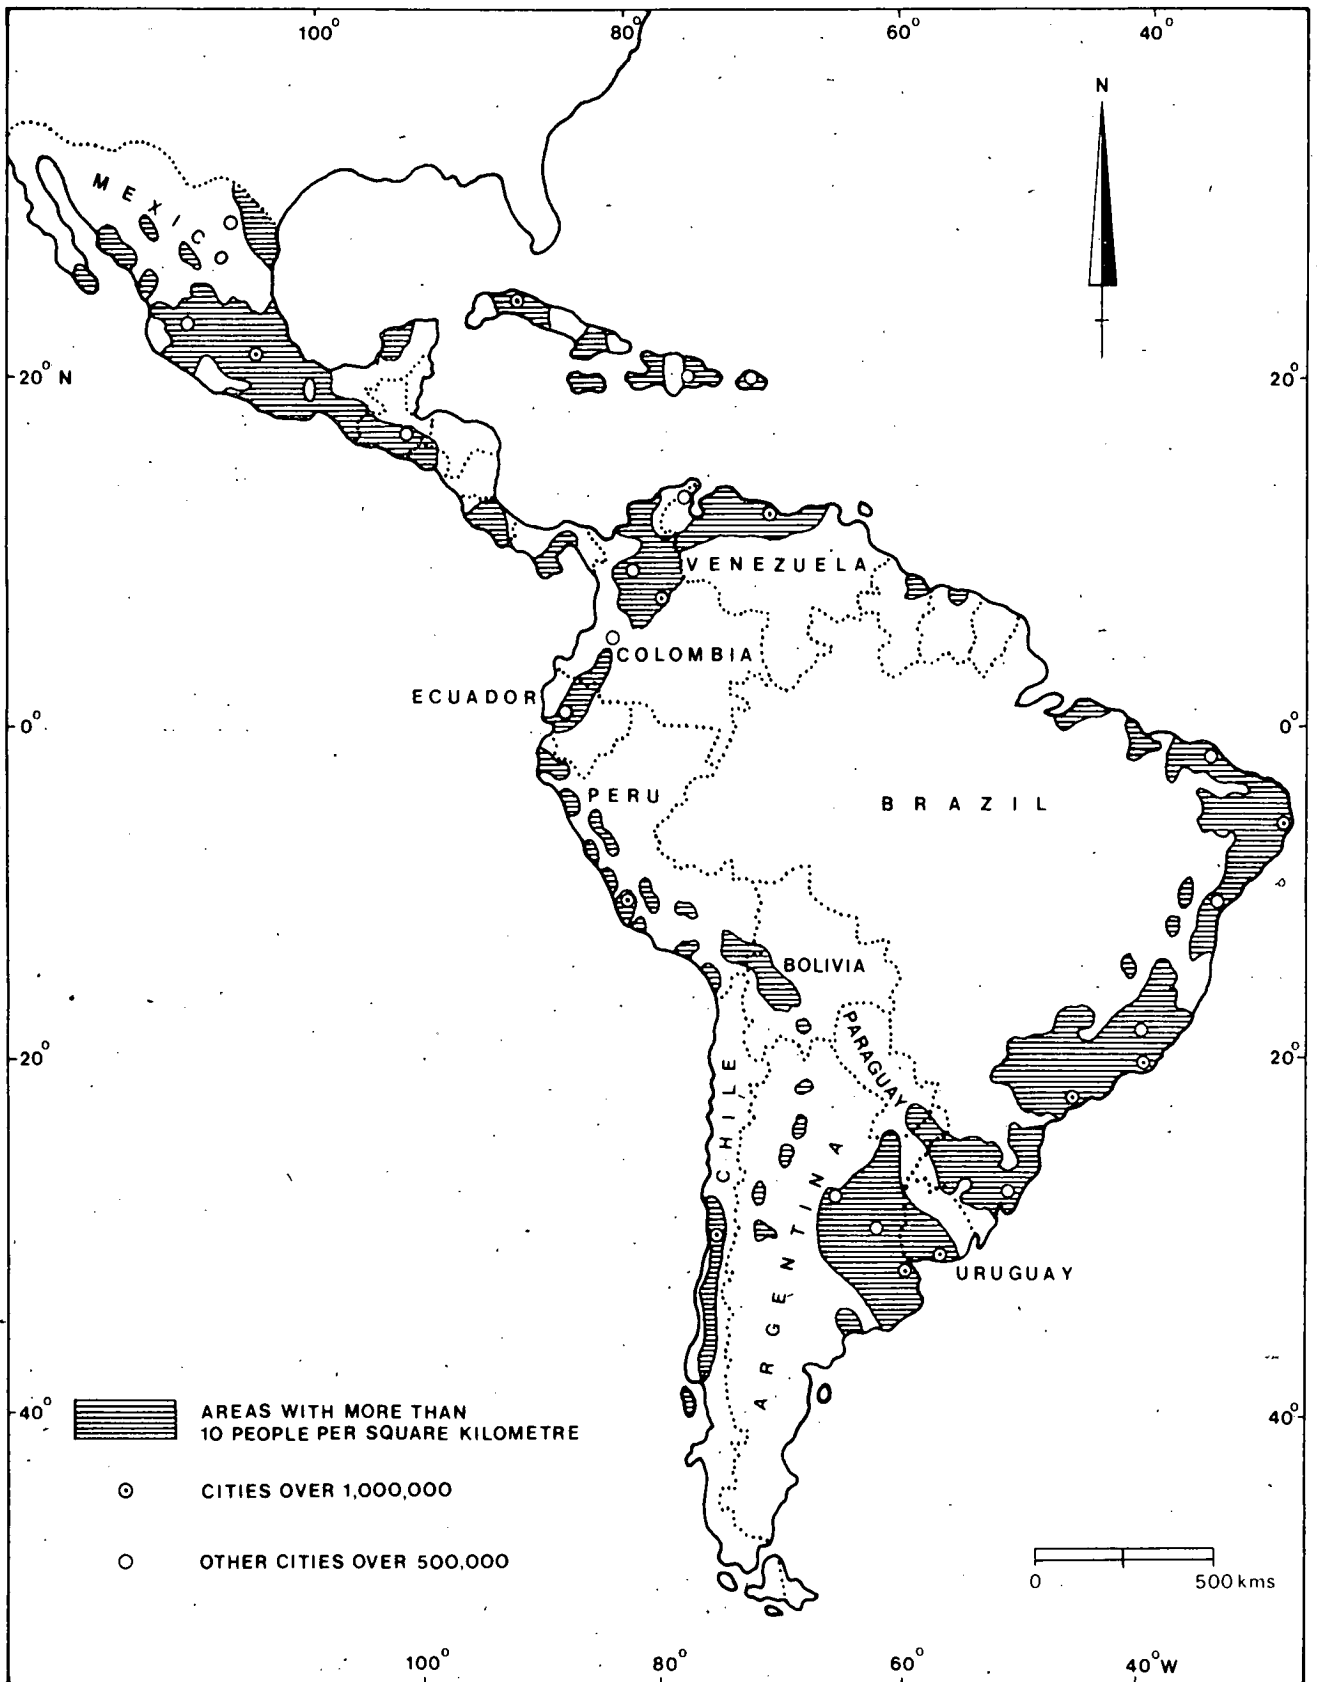 100° 80° 60° 40°
N
MEXICO
20° N 20°
VENEZUELA
COLOMBIA
ECUADOR
0° 0°
PERU
BRAZIL
BOLIVIA
PARAGUAY
CHILE
20° 20°
ARGENTINA
URUGUAY
40° 40°
AREAS WITH MORE THAN
10 PEOPLE PER SQUARE KILOMETRE
CITIES OVER 1,000,000
OTHER CITIES OVER 500,000
0 500 kms
100° 80° 60° 40°W